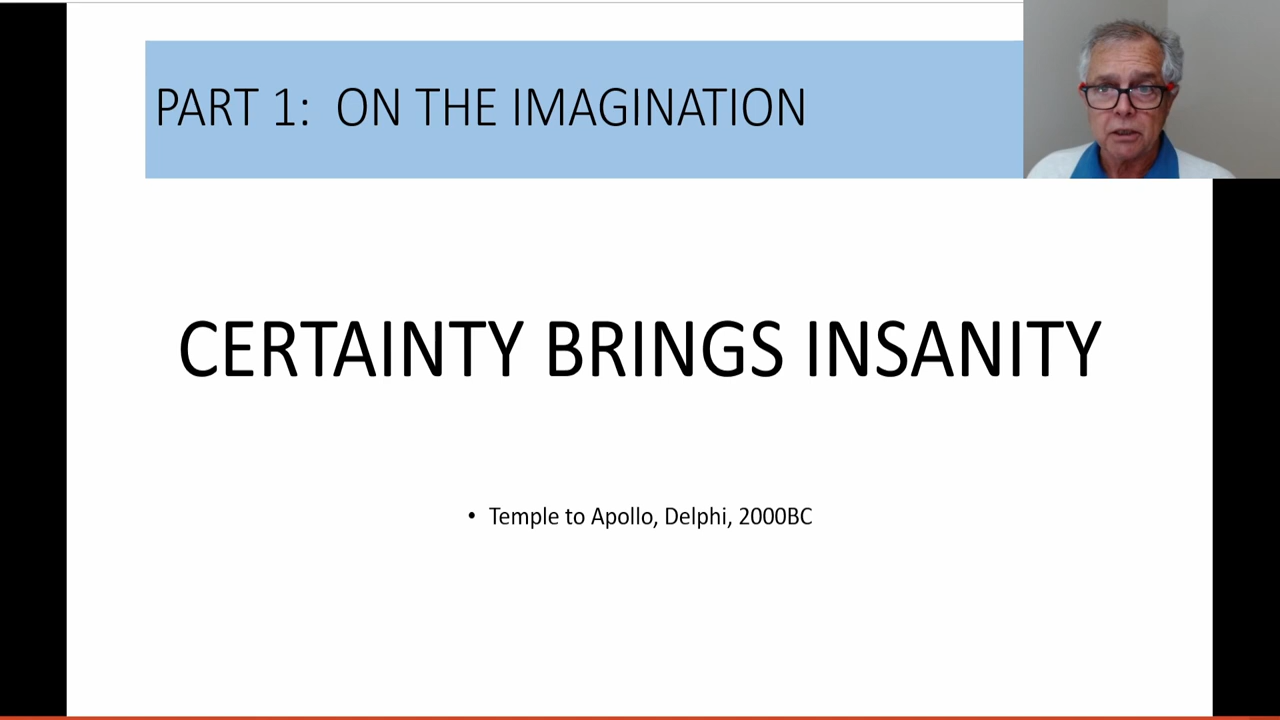 PART 1: ON THE IMAGINATION
CERTAINTY BRINGS INSANITY
• Temple to Apollo, Delphi, 2000BC